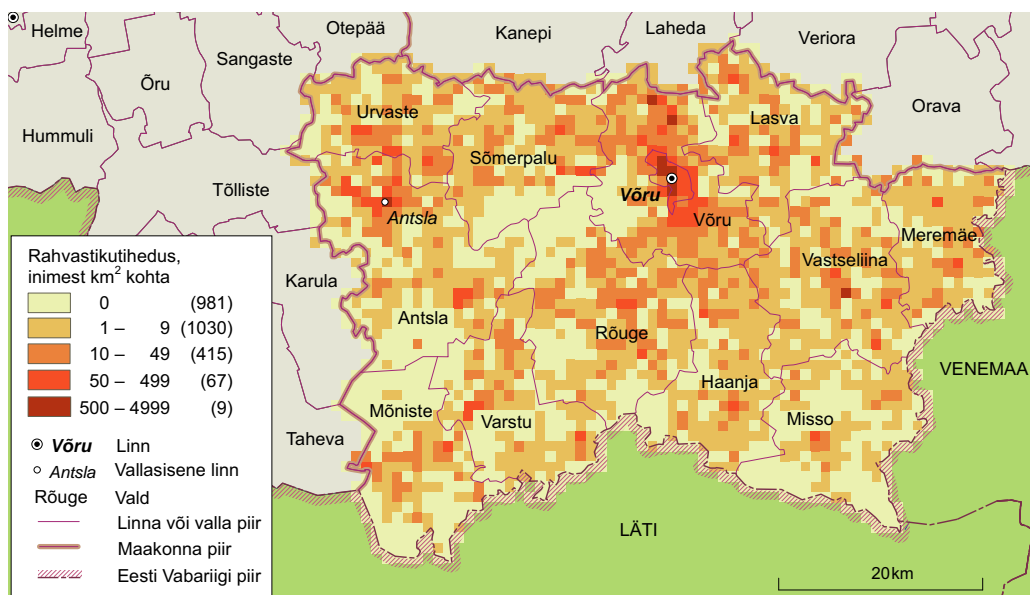 Helme
Otepää
Kanepi
Laheda
Veriora
Sangaste
Õru
Orava
Hummuli
Urvaste
Lasva
Sõmerpalu
Tõlliste
Võru
Antsla
Võru
Meremäe
Vastseliina
Karula
Antsla
Rõuge
VENEMAA
Haanja
Mõniste
Varstu
Misso
Taheva
LÄTI
20 km
Rahvastikutihedus,
inimest km² kohta
0 (981)
1 – 9 (1030)
10 – 49 (415)
50 – 499 (67)
500 – 4999 (9)
Võru Linn
Antsla Vallasisene linn
Rõuge Vald
Linna või valla piir
Maakonna piir
Eesti Vabariigi piir